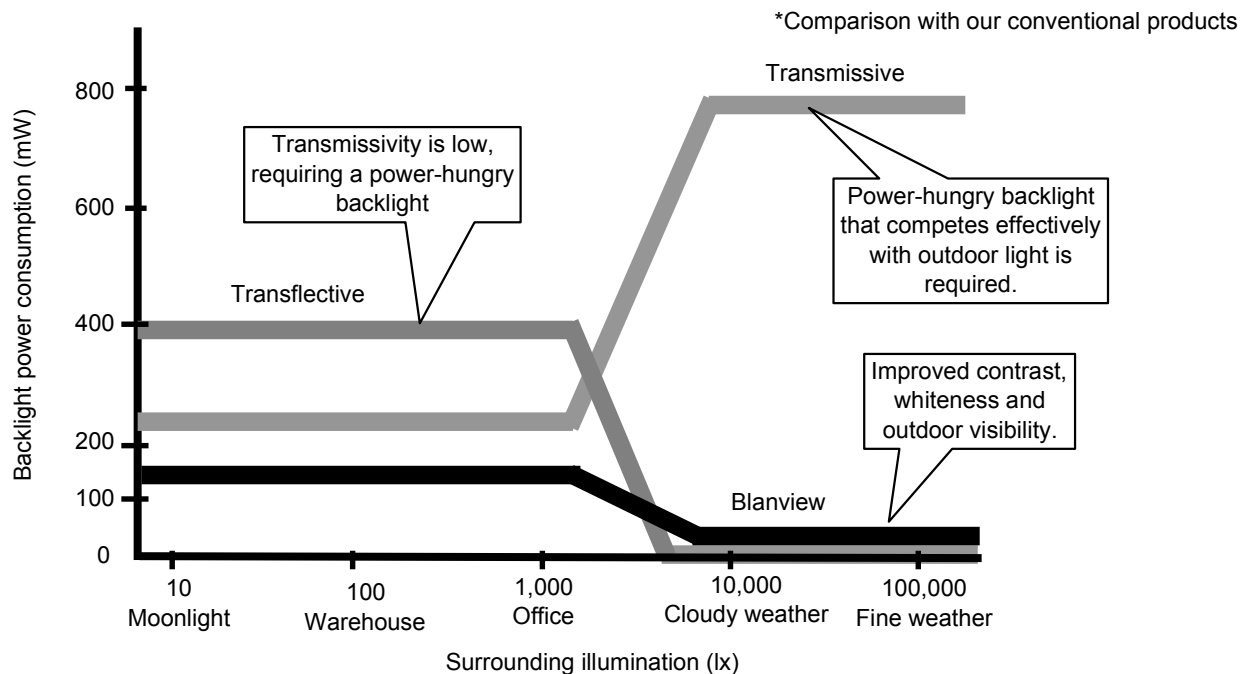 *Comparison with our conventional products
Backlight power consumption (mW)
800
600
400
200
100
0
Transmissive
Transmissivity is low,
requiring a power-hungry
backlight
Power-hungry backlight
that competes effectively
with outdoor light is
required.
Transflective
Improved contrast,
whiteness and
outdoor visibility.
Blanview
10
Moonlight
100
Warehouse
1,000
Office
10,000
Cloudy weather
100,000
Fine weather
Surrounding illumination (lx)